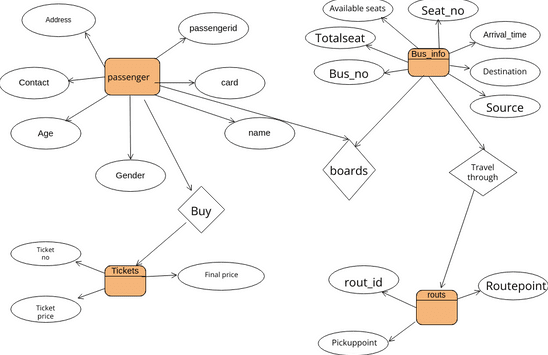 Available seats
Seat_no
Address
passengerid
Totalseat
Arrival_time
Bus_info
passenger
Bus_no
Destination
Contact
card
Source
Age
name
boards
Travel
through
Gender
Buy
Ticket
no
Tickets
Final price
rout_id
routs
Routepoint
Ticket
price
Pickuppoint